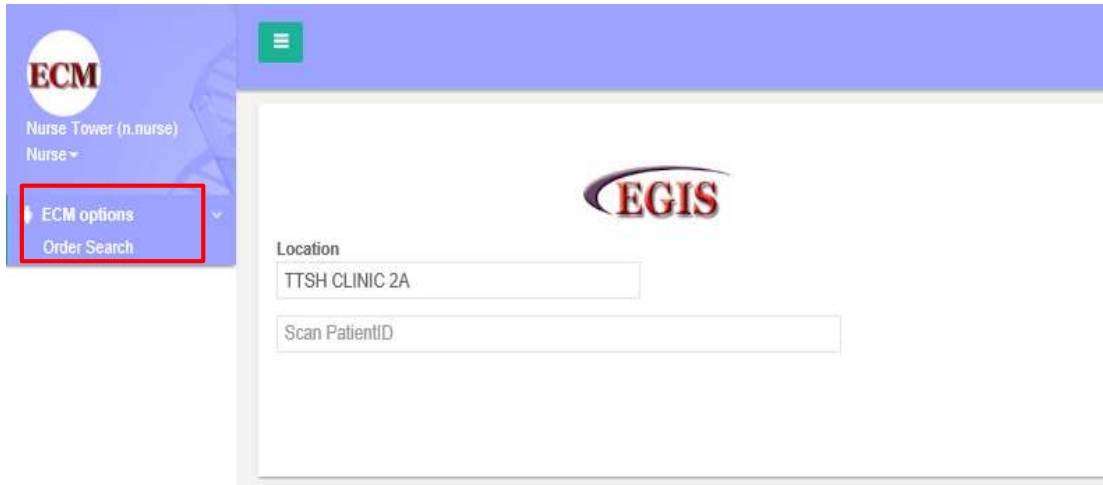 ECM
Nurse Tower (n.nurse)
Nurse
ECM options
Order Search
EGIS
Location
TTSH CLINIC 2A
Scan PatientID